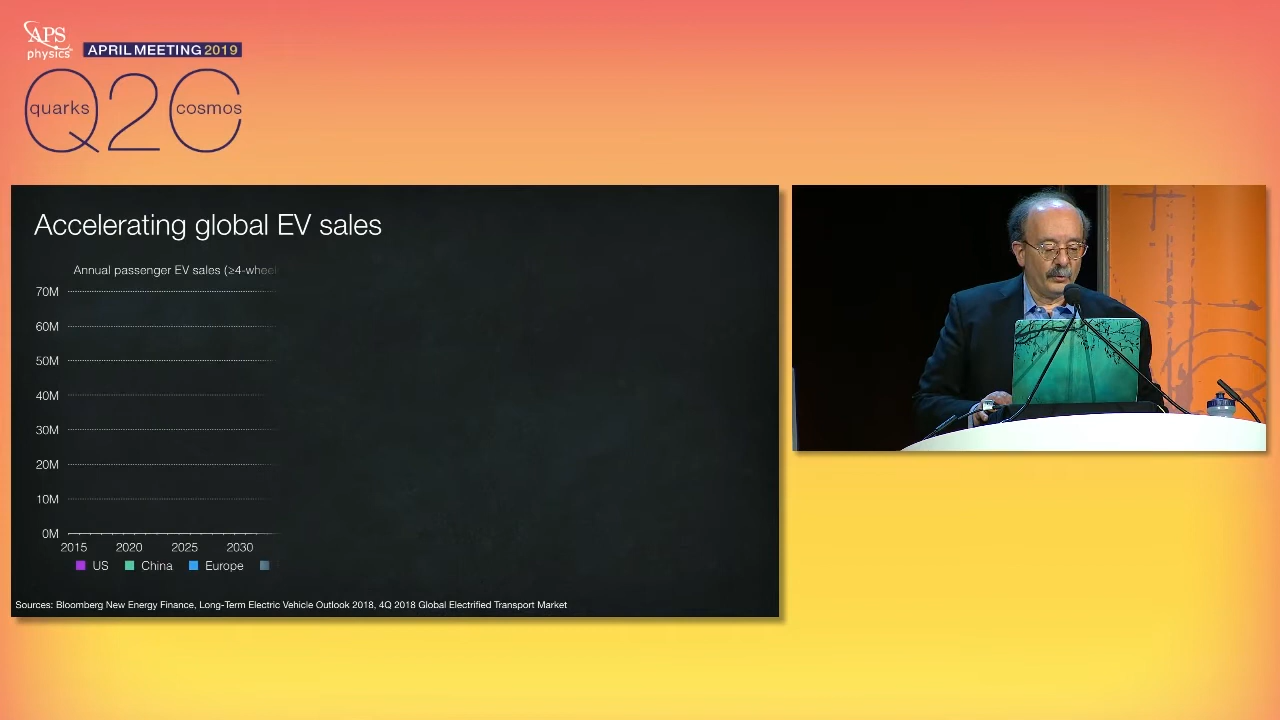 APS
physics
APRIL MEETING 2019
Q2C
quarks
cosmos
Accelerating global EV sales
Annual passenger EV sales (≥4-wheel
70M
60M
50M
40M
30M
20M
10M
0M
2015 2020 2025 2030
US China Europe
Sources: Bloomberg New Energy Finance, Long-Term Electric Vehicle Outlook 2018, 4Q 2018 Global Electrified Transport Market